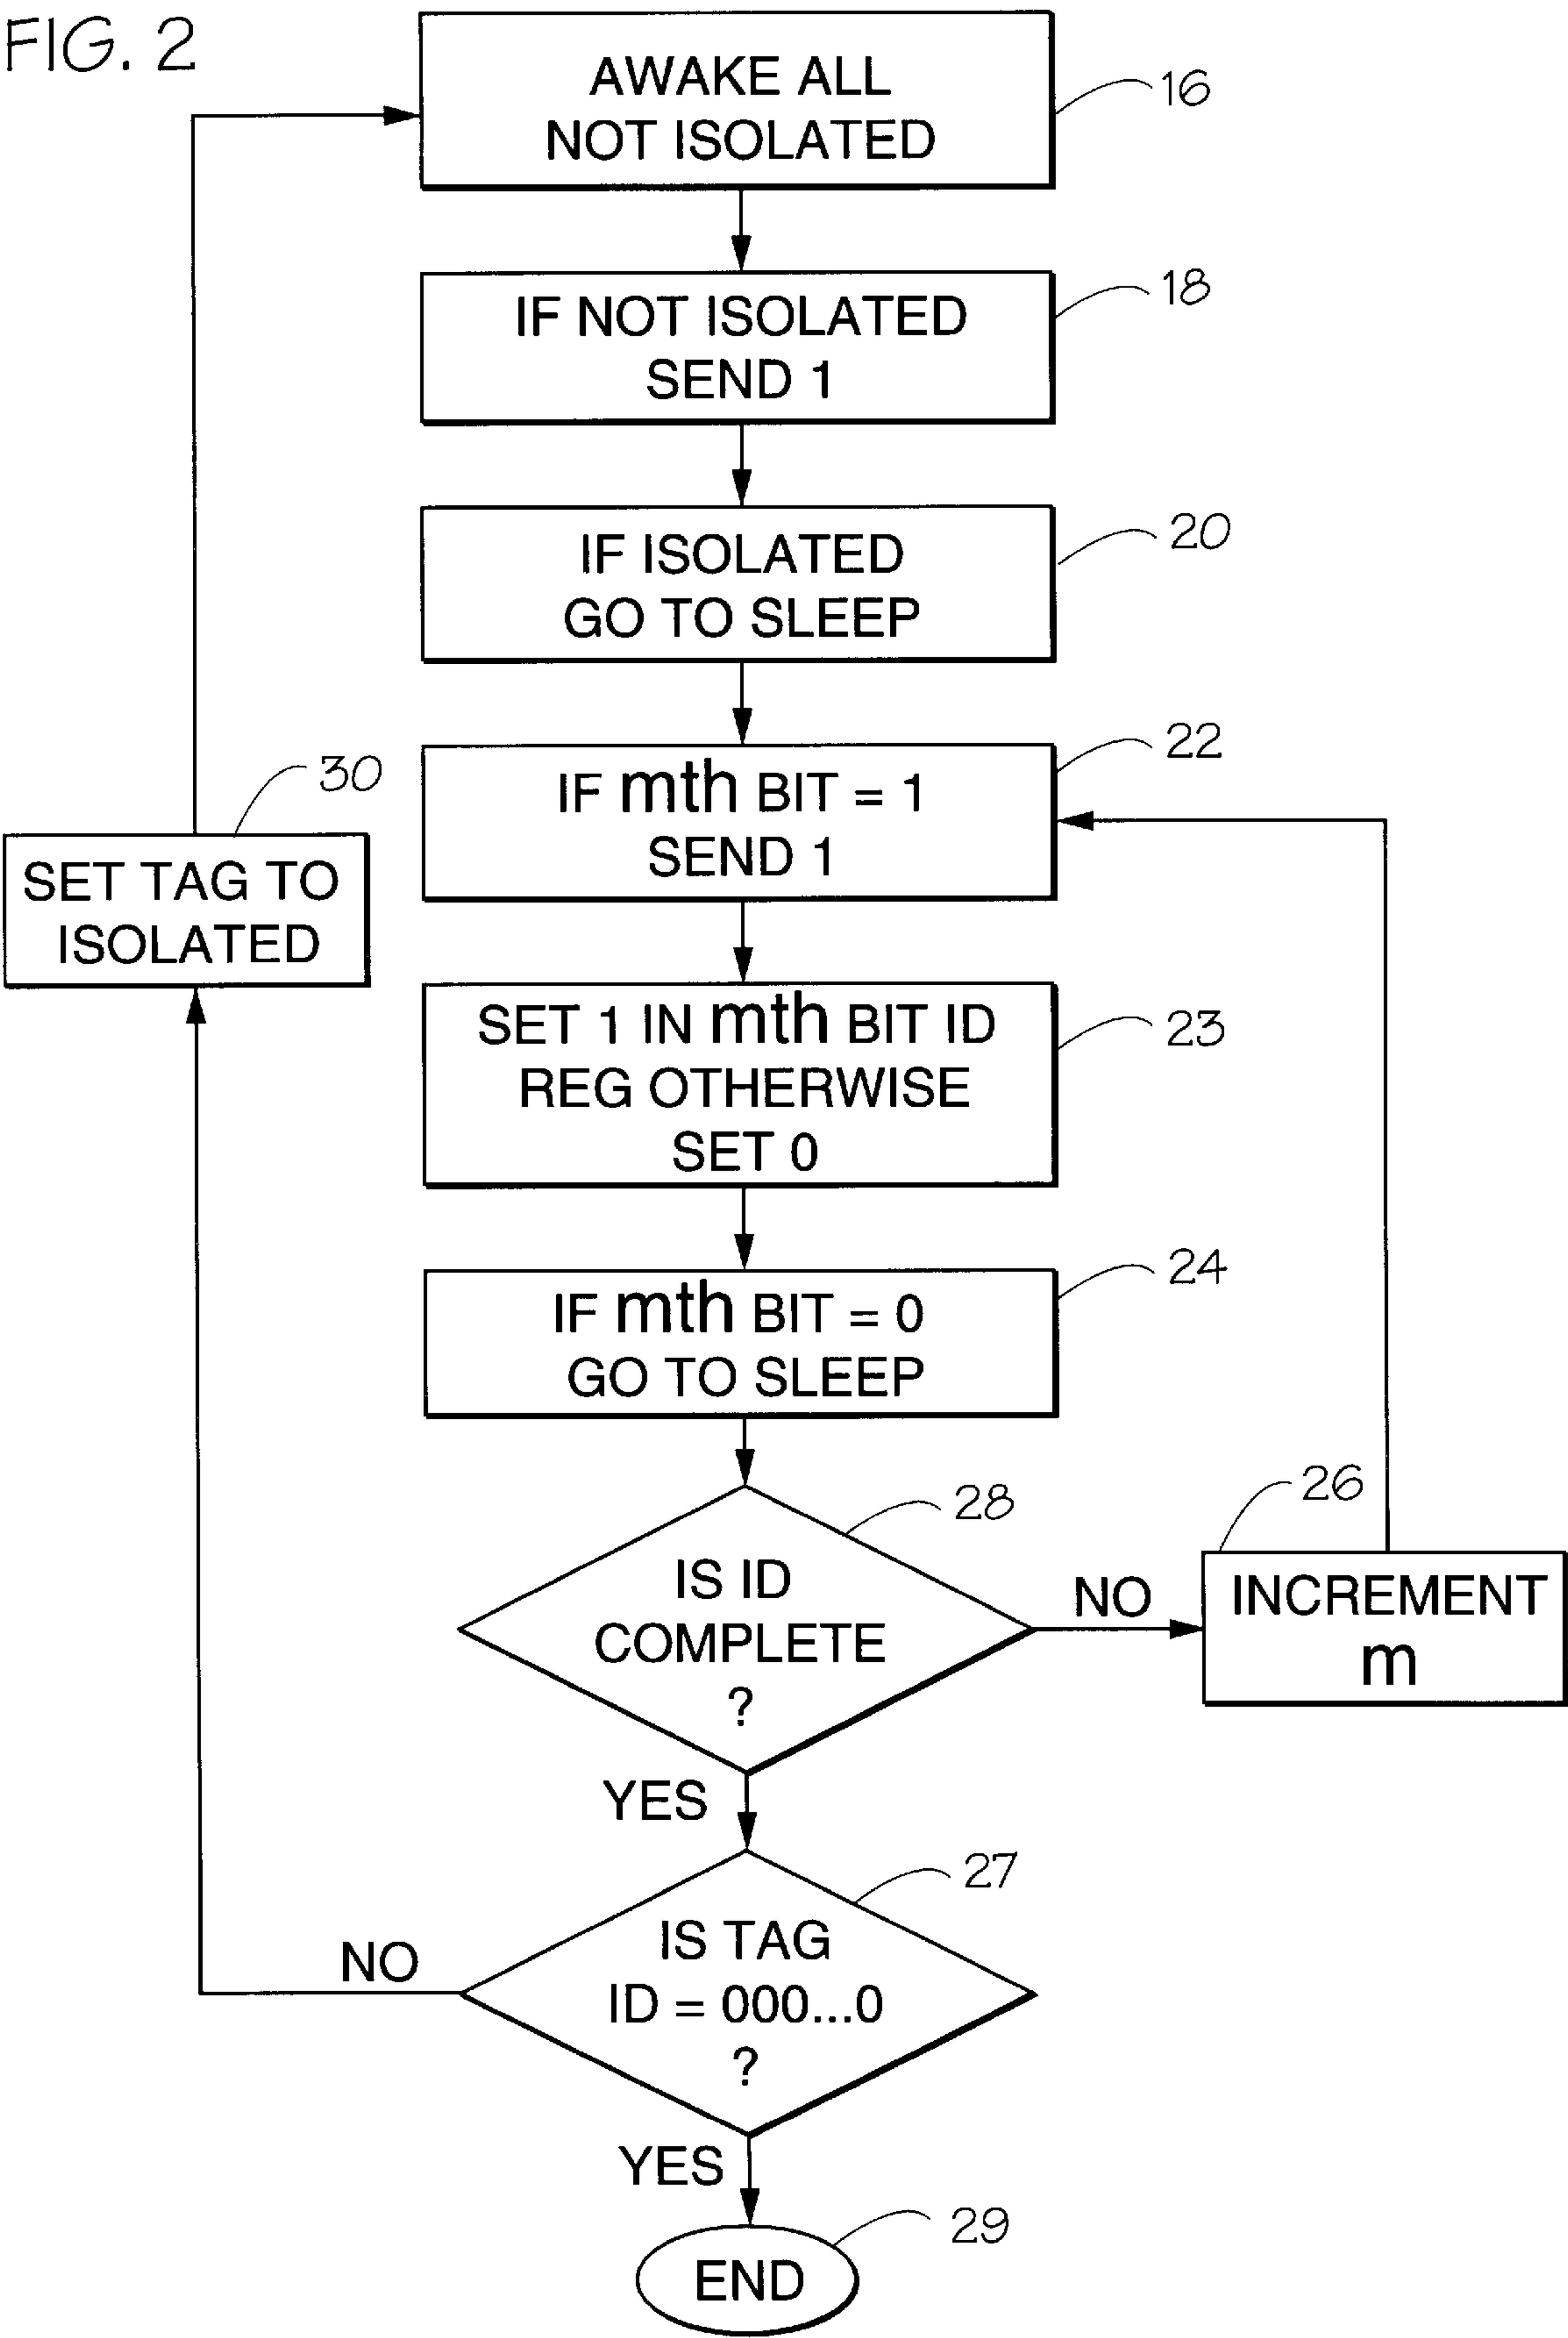 FIG. 2
AWAKE ALL
NOT ISOLATED
16
IF NOT ISOLATED
SEND 1
18
IF ISOLATED
GO TO SLEEP
20
IF mth BIT = 1
SEND 1
22
30
SET TAG TO
ISOLATED
SET 1 IN mth BIT ID
REG OTHERWISE
SET 0
23
IF mth BIT = 0
GO TO SLEEP
24
IS ID
COMPLETE
?
28
NO
26
INCREMENT
m
YES
IS TAG
ID = 000...0
?
27
NO
YES
END
29